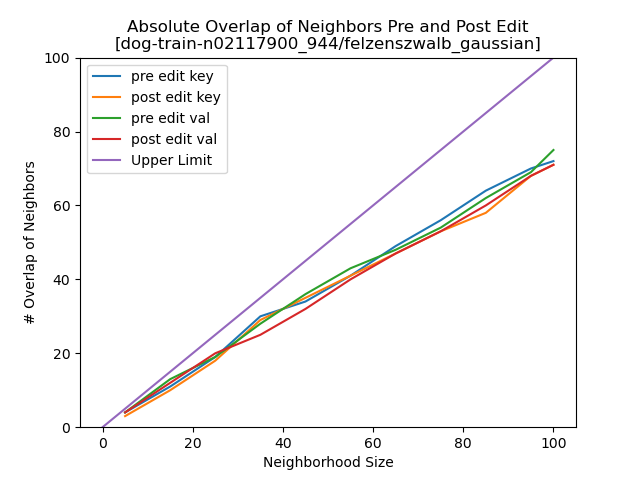 Absolute Overlap of Neighbors Pre and Post Edit
[dog-train-n02117900_944/felzenszwalb_gaussian]
pre edit key
post edit key
pre edit val
post edit val
Upper Limit
# Overlap of Neighbors
100
80
60
40
20
0
0 20 40 60 80 100
Neighborhood Size